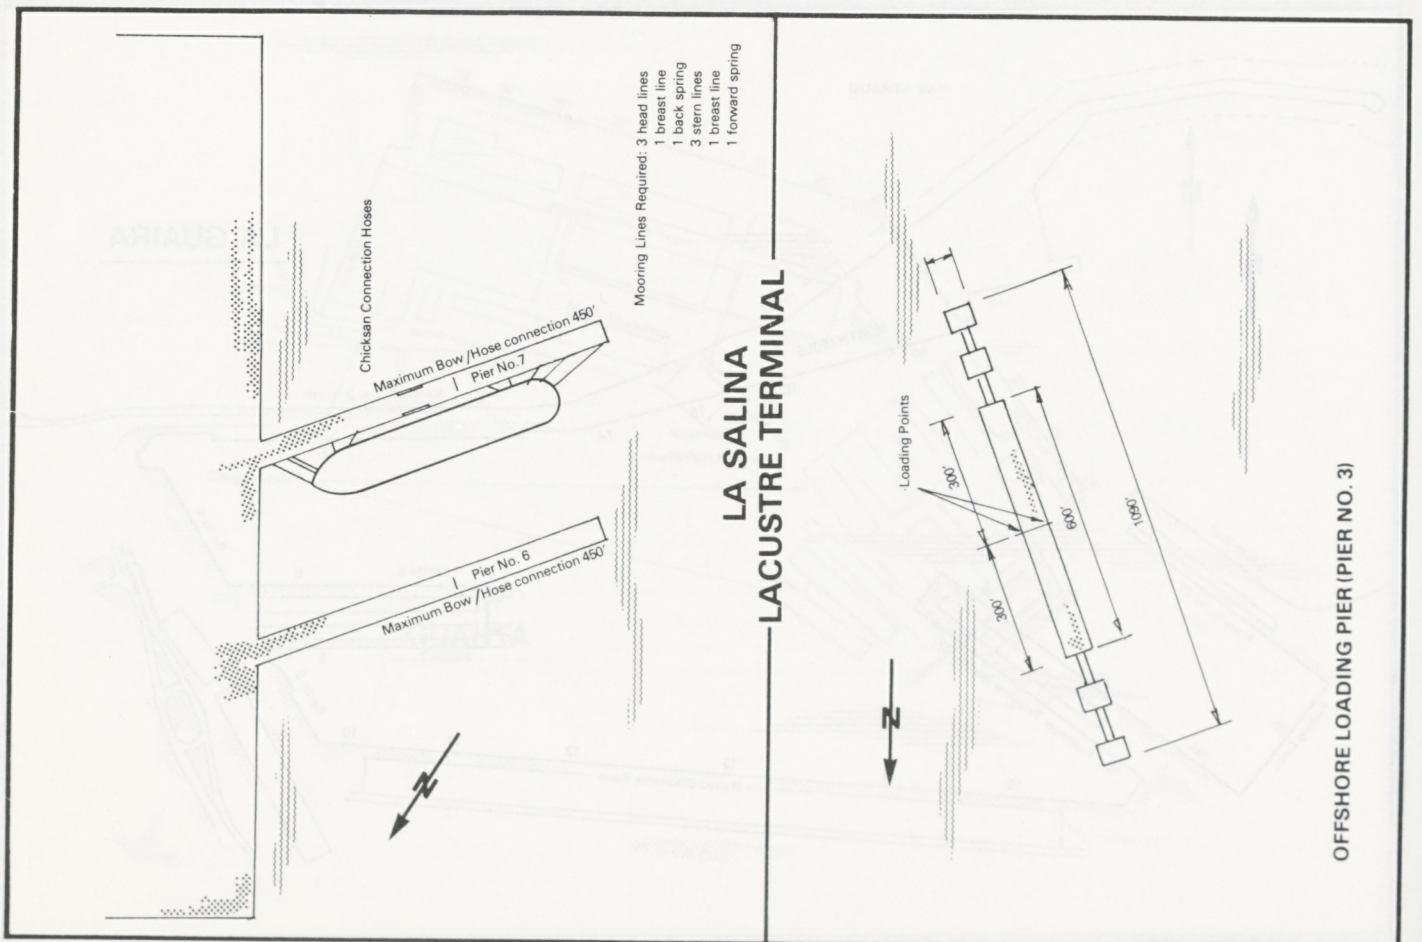 Chicksan Connection Hoses
Maximum Bow/Hose connection 450'
Pier No.7
Pier No. 6
Maximum Bow/Hose connection 450'
Mooring Lines Required: 3 head lines
1 breast line
1 back spring
3 stern lines
1 breast line
1 forward spring
N
LA SALINA
LACUSTRE TERMINAL
Loading Points
300'
300'
600'
1090'
N
OFFSHORE LOADING PIER (PIER NO. 3)
LA GUAIRA